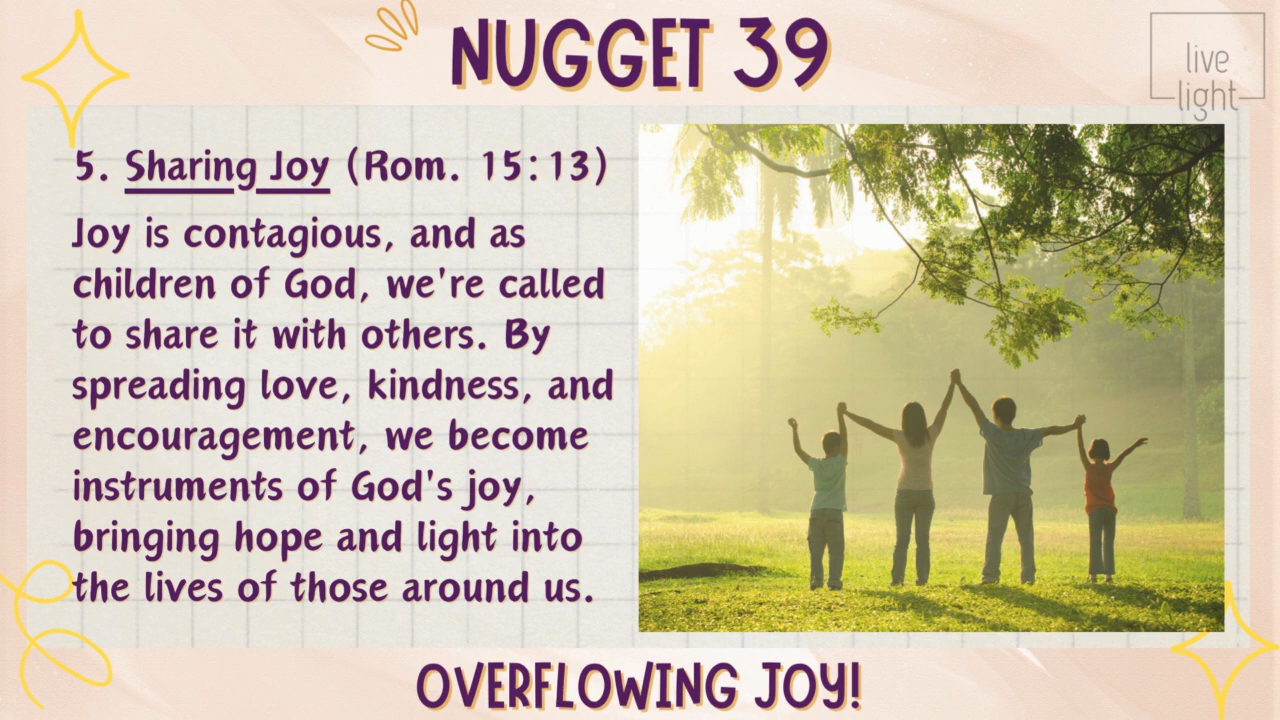 NUGGET 39
live
light
5. Sharing Joy (Rom. 15:13)
Joy is contagious, and as
children of God, we're called
to share it with others. By
spreading love, kindness, and
encouragement, we become
instruments of God's joy,
bringing hope and light into
the lives of those around us.
OVERFLOWING JOY!